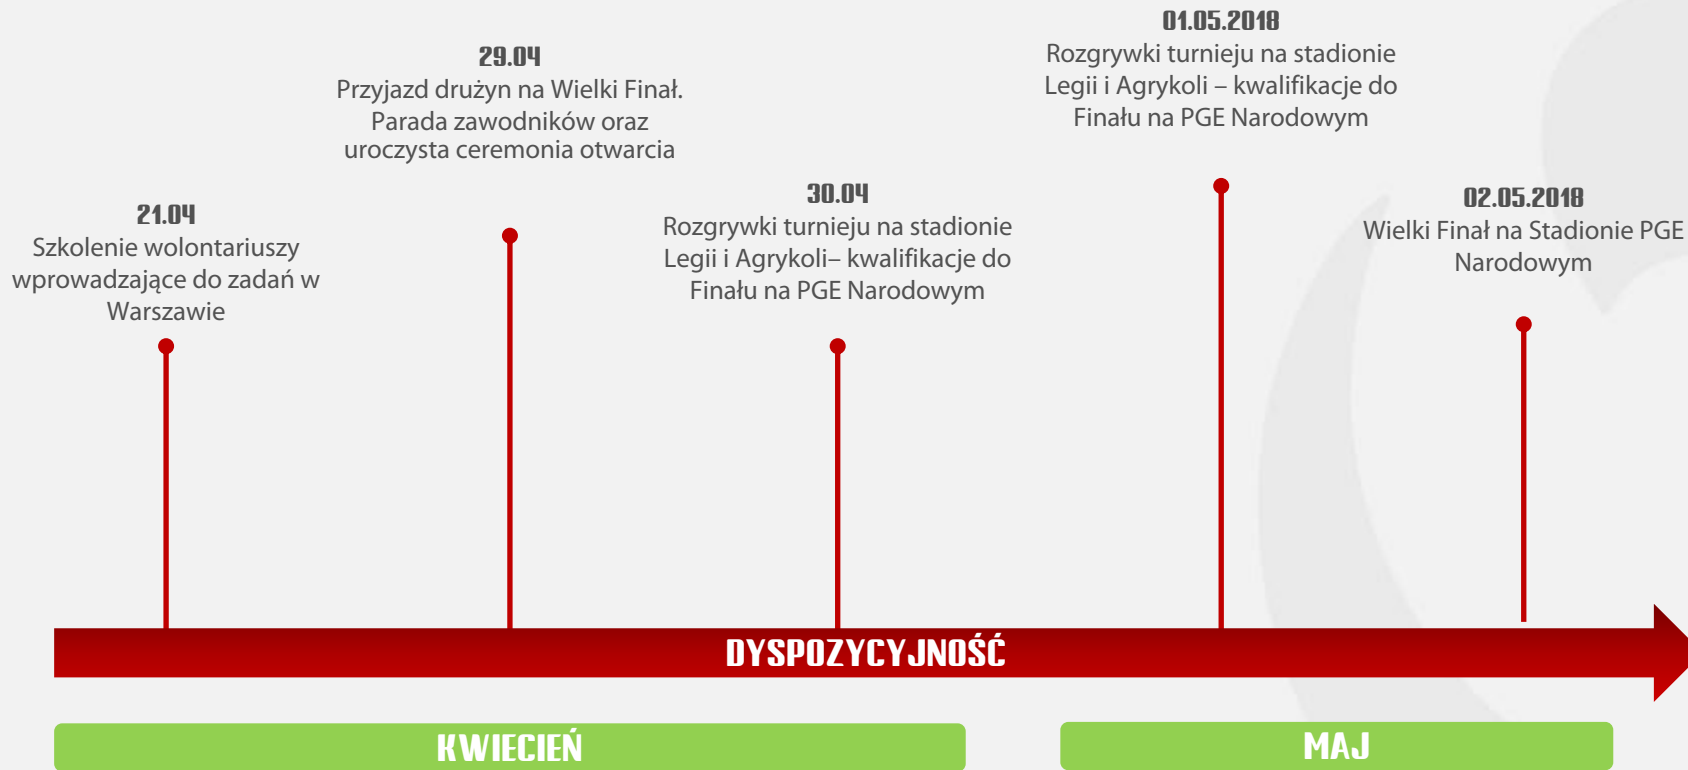 21.04
Szkolenie wolontariuszy
wprowadzające do zadań w
Warszawie
29.04
Przyjazd drużyn na Wielki Finał.
Parada zawodników oraz
uroczysta ceremonia otwarcia
30.04
Rozgrywki turnieju na stadionie
Legii i Agrykoli– kwalifikacje do
Finału na PGE Narodowym
01.05.2018
Rozgrywki turnieju na stadionie
Legii i Agrykoli – kwalifikacje do
Finału na PGE Narodowym
02.05.2018
Wielki Finał na Stadionie PGE
Narodowym
DYSPOZYCYJNOŚĆ
KWIECIEŃ
MAJ